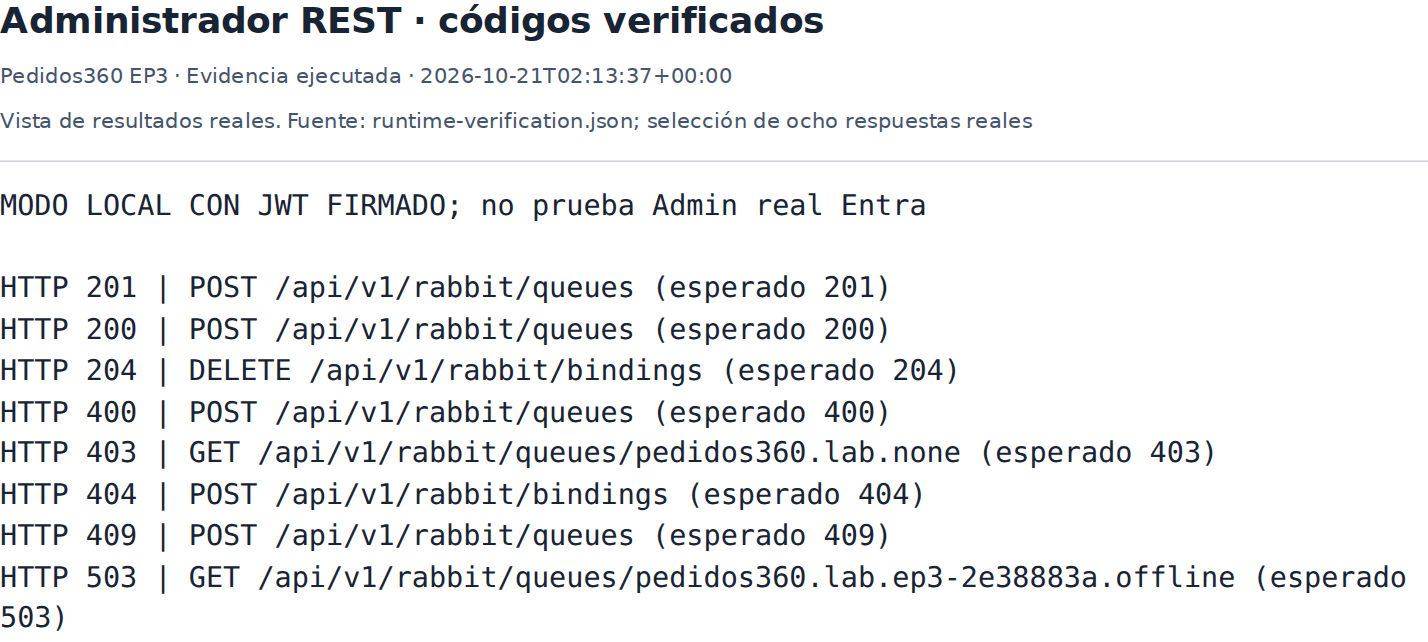 Administrador REST · códigos verificados
Pedidos360 EP3 · Evidencia ejecutada · 2026-10-21T02:13:37+00:00
Vista de resultados reales. Fuente: runtime-verification.json; selección de ocho respuestas reales
MODO LOCAL CON JWT FIRMADO; no prueba Admin real Entra
HTTP 201 | POST /api/v1/rabbit/queues (esperado 201)
HTTP 200 | POST /api/v1/rabbit/queues (esperado 200)
HTTP 204 | DELETE /api/v1/rabbit/bindings (esperado 204)
HTTP 400 | POST /api/v1/rabbit/queues (esperado 400)
HTTP 403 | GET /api/v1/rabbit/queues/pedidos360.lab.none (esperado 403)
HTTP 404 | POST /api/v1/rabbit/bindings (esperado 404)
HTTP 409 | POST /api/v1/rabbit/queues (esperado 409)
HTTP 503 | GET /api/v1/rabbit/queues/pedidos360.lab.ep3-2e38883a.offline (esperado
503)